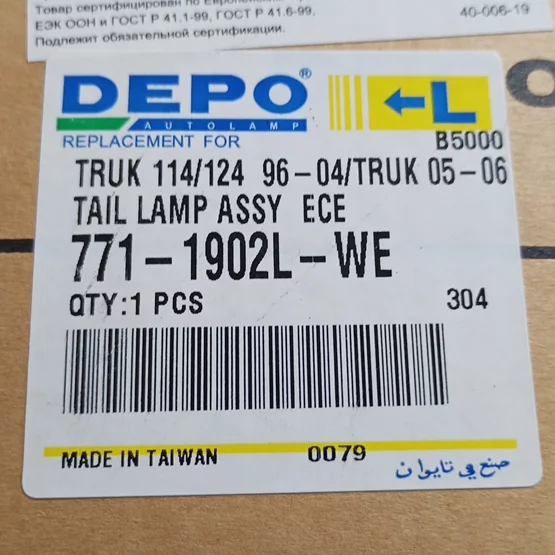 Товар сертифицирован по
ЕЭК ООН и ГОСТ Р 41.1-99, ГОСТ Р 41.6-99.
Подлежит обязательной сертификации.
40-006-19
DEPO®
AUTOLAMP
L
REPLACEMENT FOR
B5000
TRUK 114/124 96-04/TRUK 05-06
TAIL LAMP ASSY ECE
771-1902L-WE
QTY:1 PCS
304
MADE IN TAIWAN
0079
صنع في تايوان